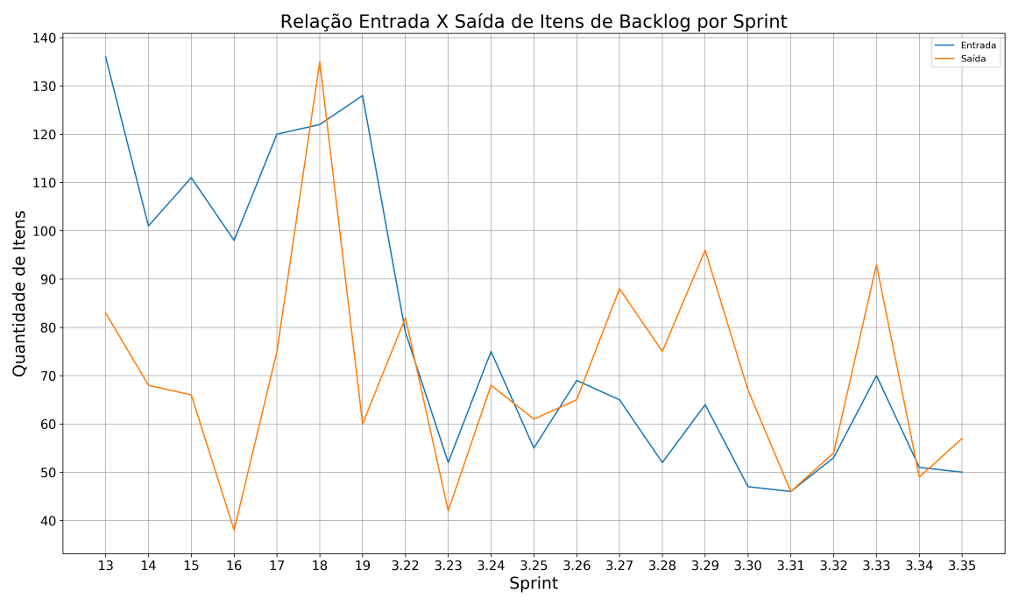 Relação Entrada X Saída de Itens de Backlog por Sprint
Entrada
Saída
Quantidade de Itens
140
130
120
110
100
90
80
70
60
50
40
13 14 15 16 17 18 19 3.22 3.23 3.24 3.25 3.26 3.27 3.28 3.29 3.30 3.31 3.32 3.33 3.34 3.35
Sprint